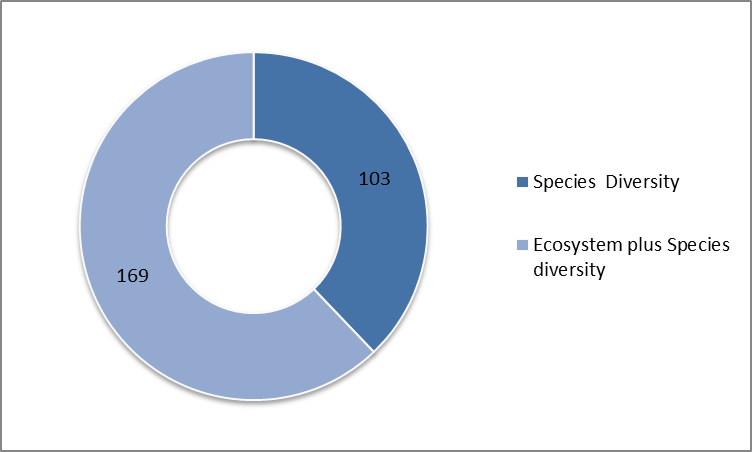 103
169
Species  Diversity
Ecosystem plus Species
diversity